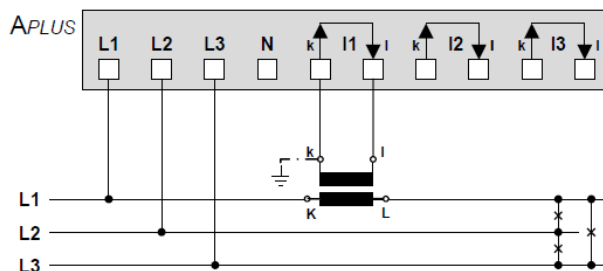 APLUS
L1 L2 L3 N k I1 l k I2 l k I3 l
k l
L1
K L
L2
L3